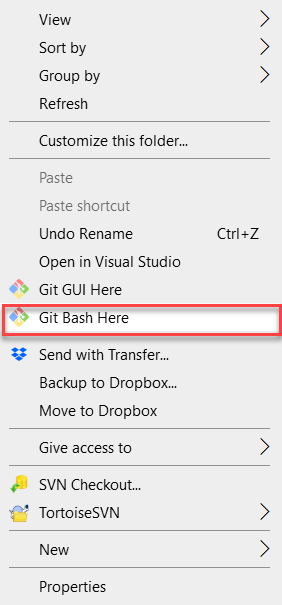 View
Sort by
Group by
Refresh
Customize this folder...
Paste
Paste shortcut
Undo Rename Ctrl+Z
Open in Visual Studio
Git GUI Here
Git Bash Here
Send with Transfer...
Backup to Dropbox...
Move to Dropbox
Give access to
SVN Checkout...
TortoiseSVN
New
Properties